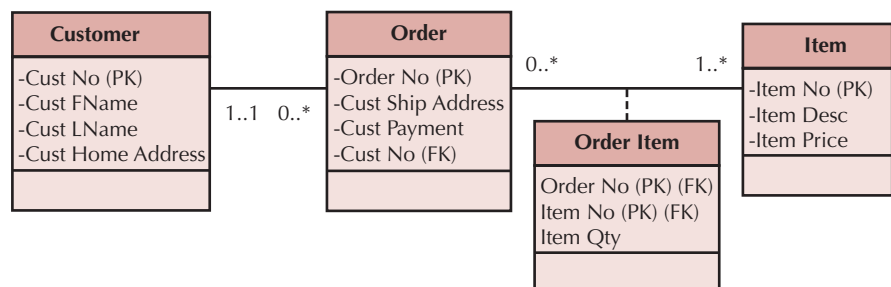 Customer
-Cust No (PK)
-Cust FName
-Cust LName
-Cust Home Address
1..1 0..*
Order
-Order No (PK)
-Cust Ship Address
-Cust Payment
-Cust No (FK)
0..* 1..*
Order Item
Order No (PK) (FK)
Item No (PK) (FK)
Item Qty
Item
-Item No (PK)
-Item Desc
-Item Price